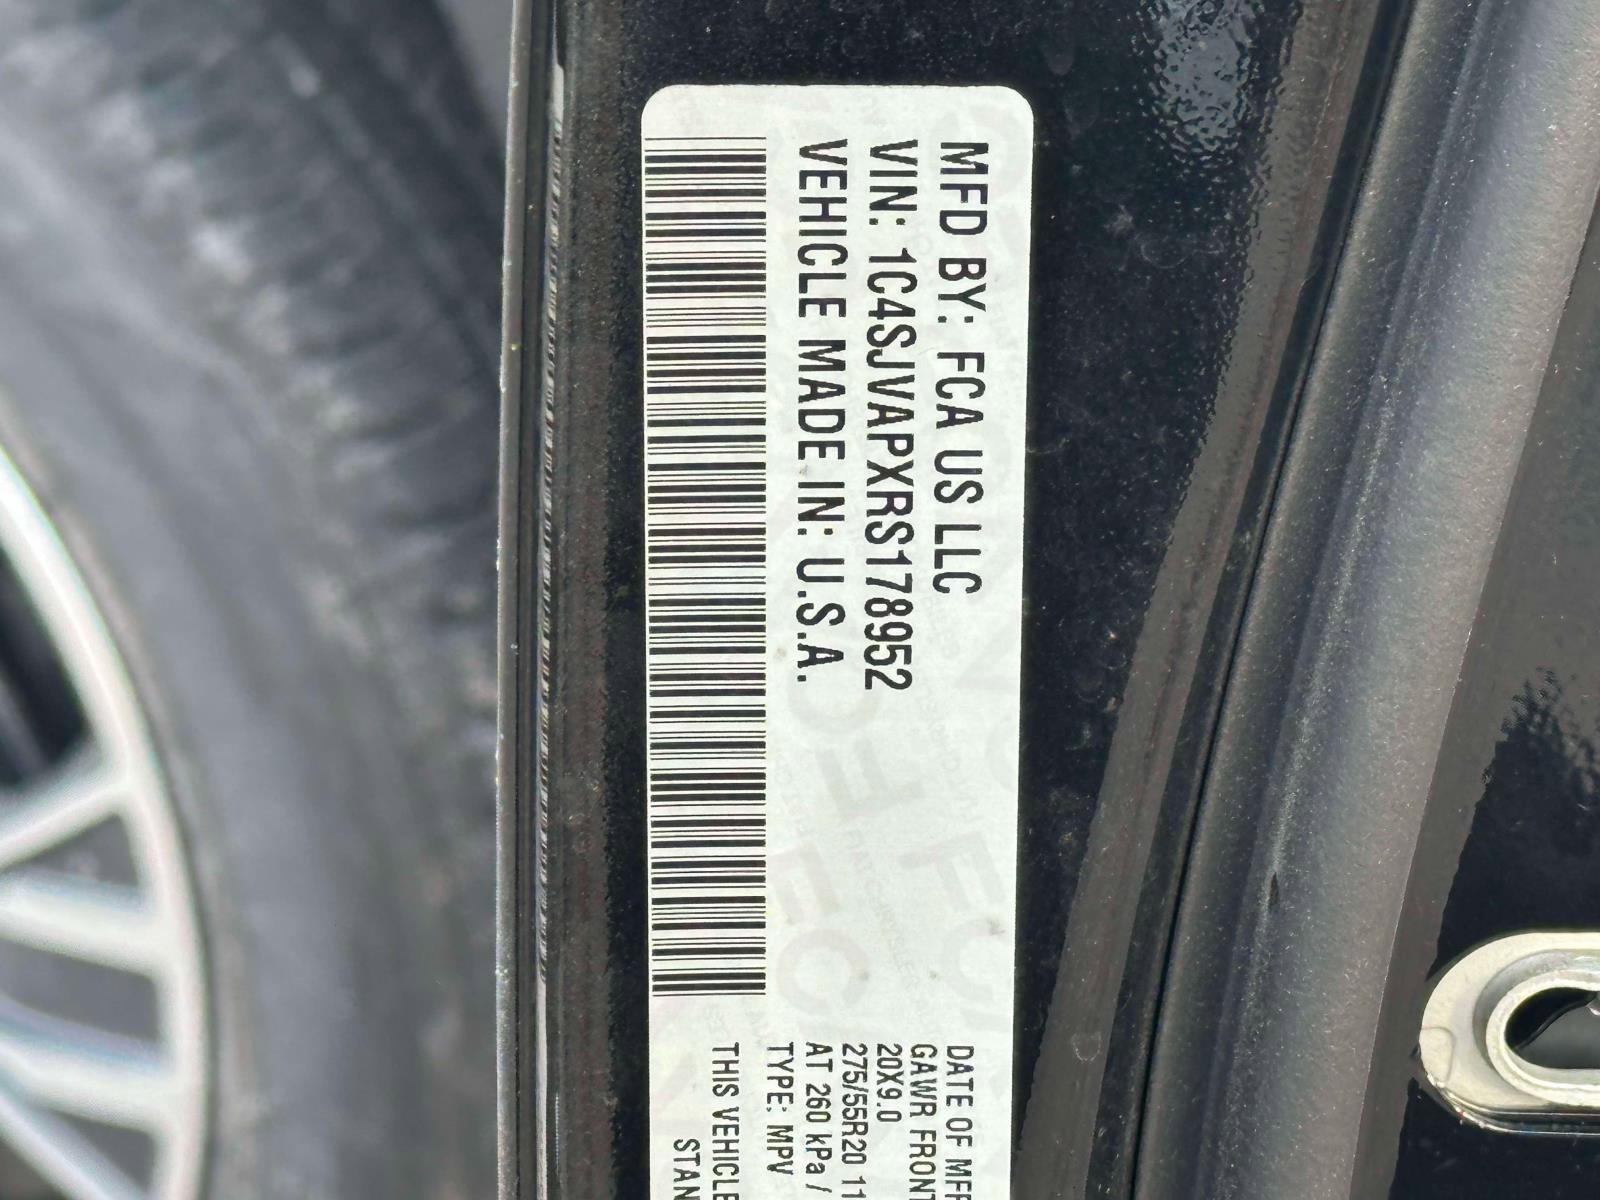 MFD BY: FCA US LLC
VIN: 1C4SJVAPXRS178952
VEHICLE MADE IN: U.S.A.
DATE OF MFR
GAWR FRONT
20X9.0
275/55R20 11
AT 260 kPa /
TYPE: MPV
THIS VEHICLE
STAN